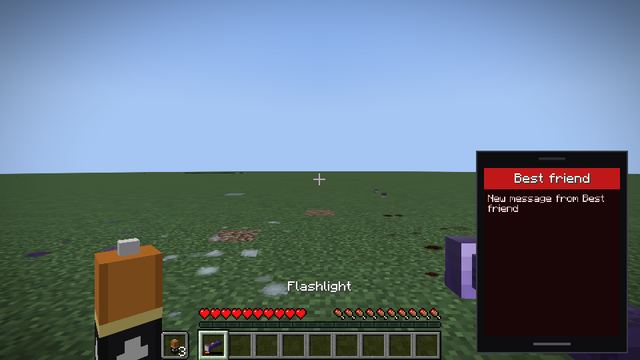 Best friend
New message from Best
friend
Flashlight
3